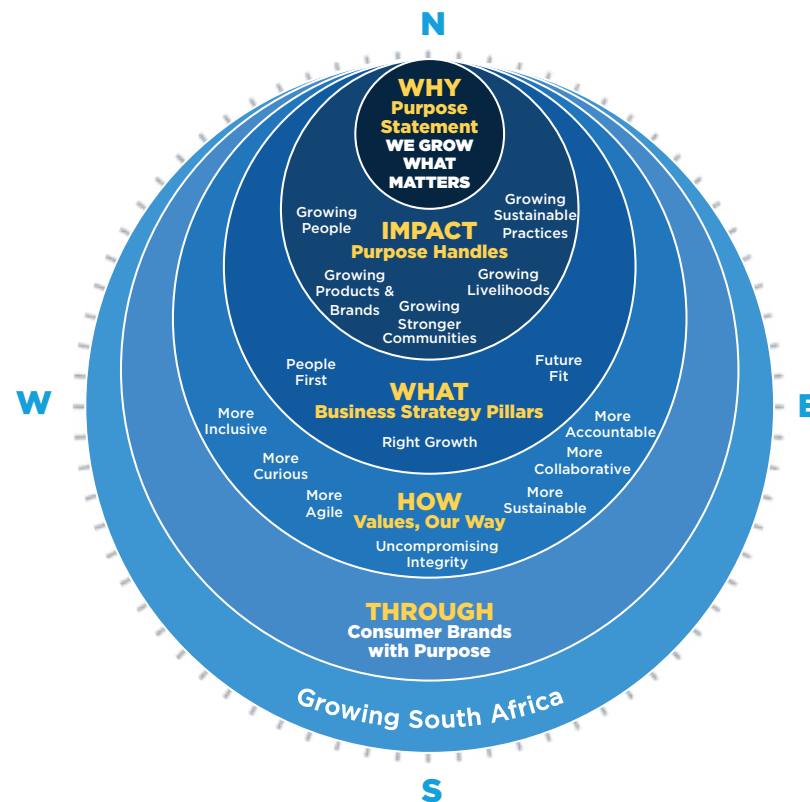 N
WHY
Purpose
Statement
WE GROW
WHAT
MATTERS
Growing
People
Growing
Sustainable
Practices
IMPACT
Purpose Handles
Growing
Products &
Brands
Growing
Livelihoods
Growing
Stronger
Communities
People
First
Future
Fit
WHAT
Business Strategy Pillars
Right Growth
More
Inclusive
More
Accountable
More
Curious
More
Collaborative
More
Agile
More
Sustainable
HOW
Values, Our Way
Uncompromising
Integrity
W
E
THROUGH
Consumer Brands
with Purpose
Growing South Africa
S